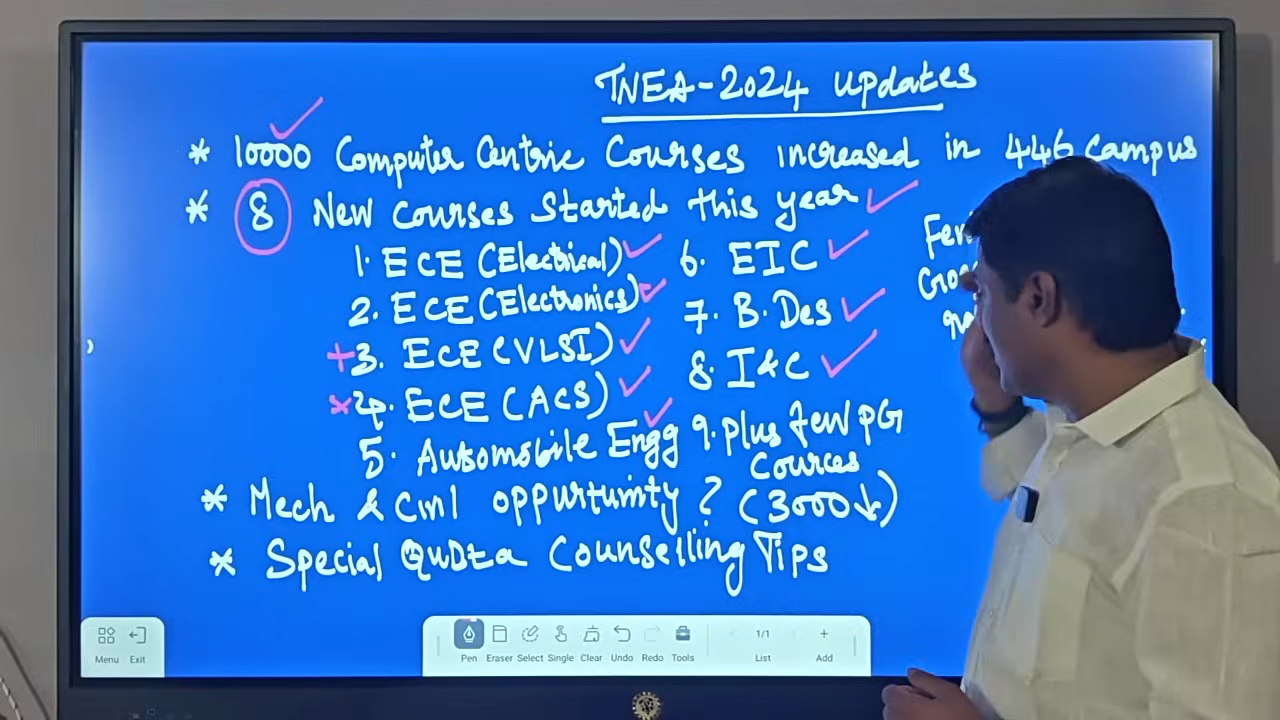 TNEA-2024 Updates
* 10000 Computer Centric Courses increased in 446 campus
* 8 New courses started this year
1. ECE (Electrical)
2. ECE (Electronics)
3. ECE (VLSI)
4. ECE (ACS)
5. Automobile Engg
6. EIC
7. B.Des
8. I&C
9. Plus few PG
Cources
* Mech & Civil oppurtunity? (3000↓)
* Special Quota Counselling Tips
Menu Exit
Pen Eraser Select Single Clear Undo Redo Tools
1/1
List Add